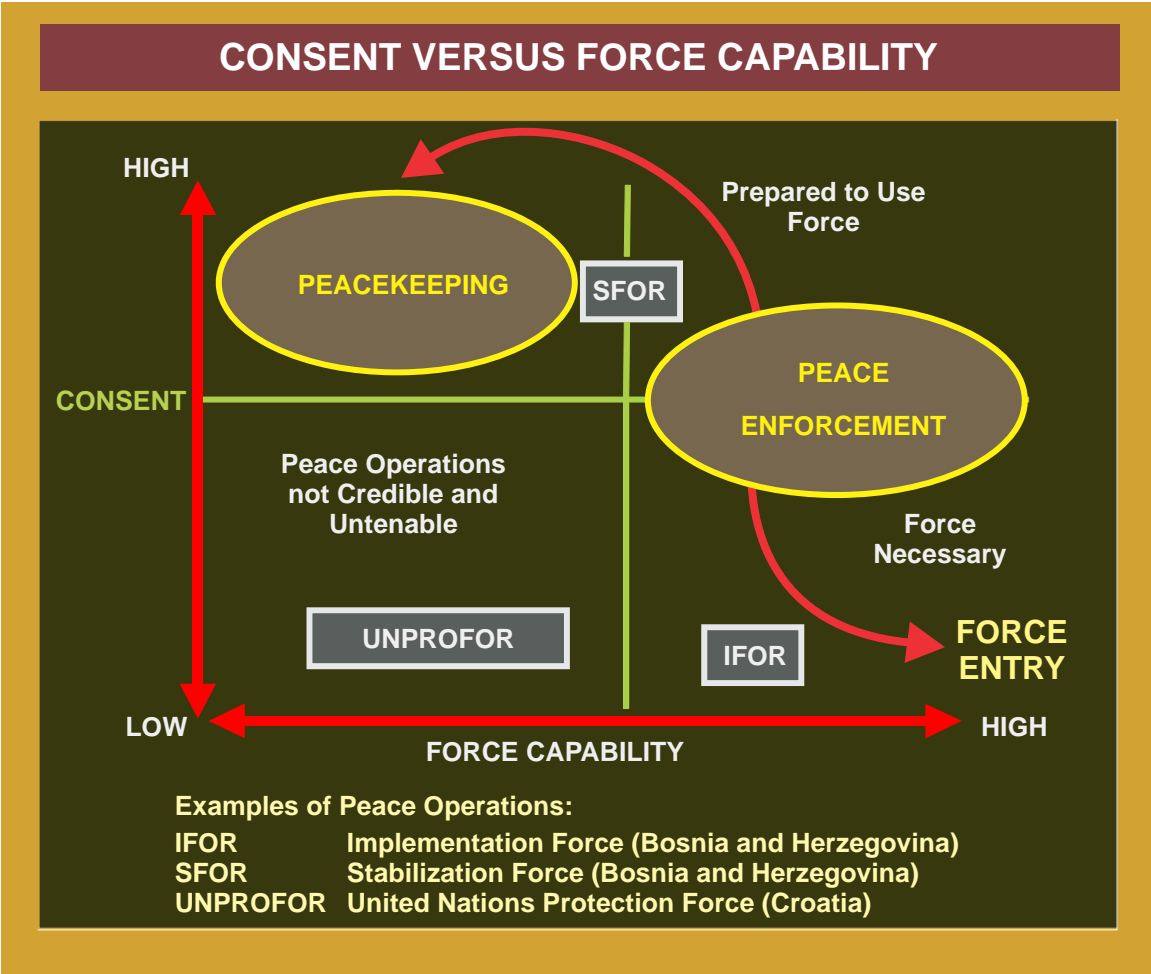 CONSENT VERSUS FORCE CAPABILITY
HIGH
Prepared to Use
Force
PEACEKEEPING
SFOR
PEACE
ENFORCEMENT
CONSENT
Peace Operations
not Credible and
Untenable
Force
Necessary
UNPROFOR
IFOR
FORCE
ENTRY
LOW
HIGH
FORCE CAPABILITY
Examples of Peace Operations:
IFOR Implementation Force (Bosnia and Herzegovina)
SFOR Stabilization Force (Bosnia and Herzegovina)
UNPROFOR United Nations Protection Force (Croatia)